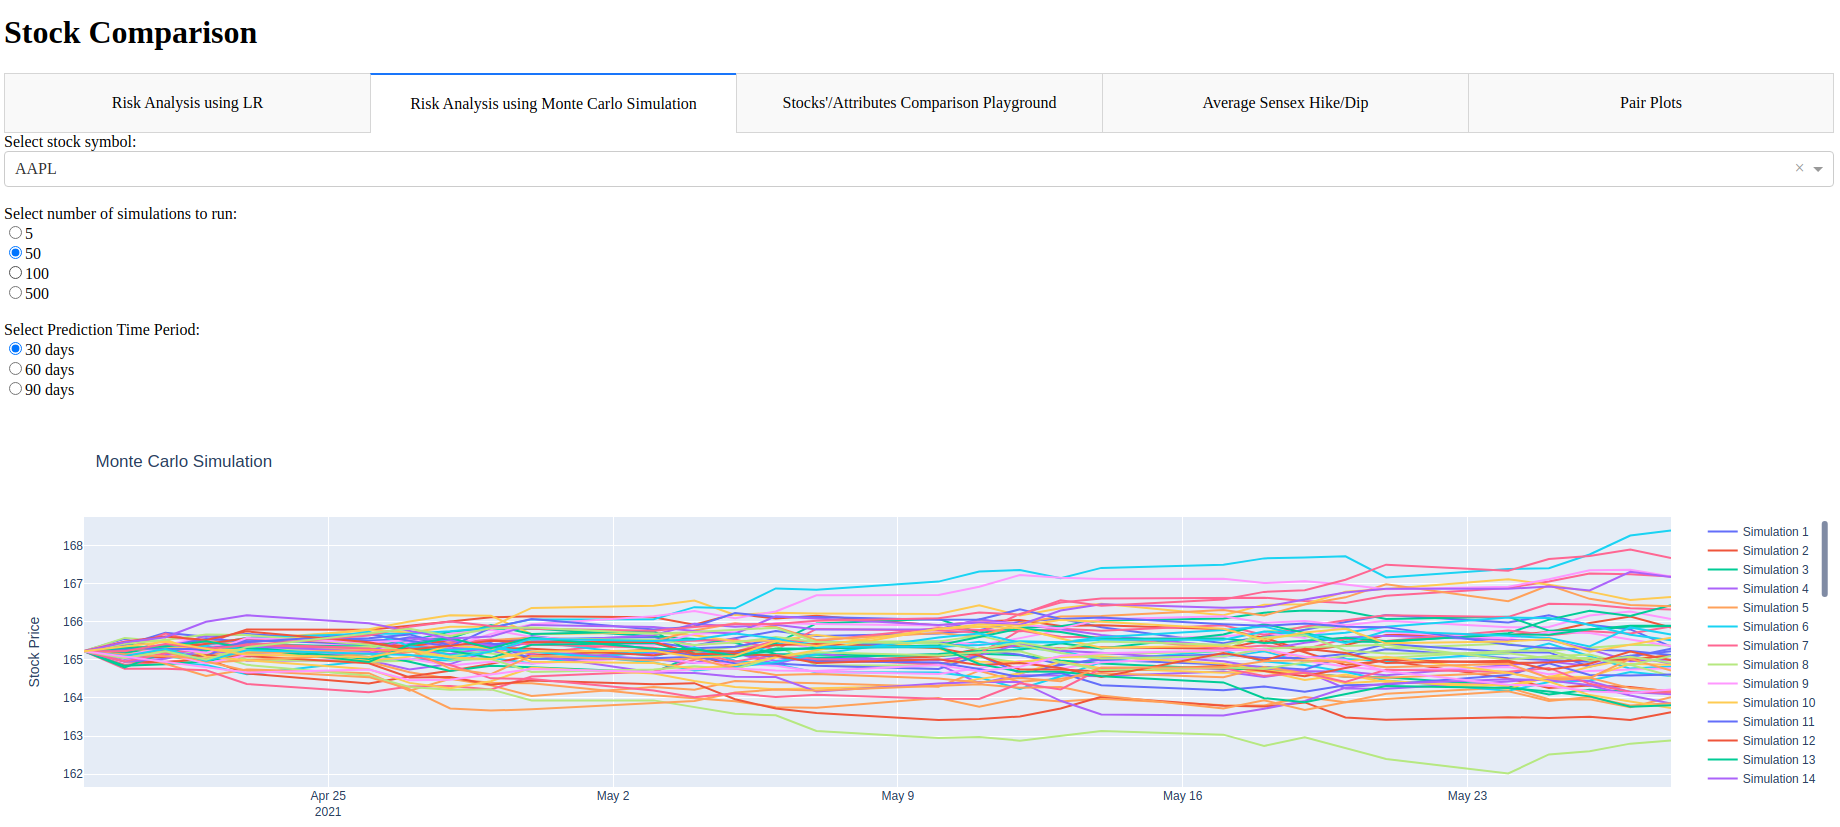 Stock Comparison
Risk Analysis using LR
Risk Analysis using Monte Carlo Simulation
Stocks'/Attributes Comparison Playground
Average Sensex Hike/Dip
Pair Plots
Select stock symbol:
AAPL
Select number of simulations to run:
5
50
100
500
Select Prediction Time Period:
30 days
60 days
90 days
Monte Carlo Simulation
Stock Price
168
167
166
165
164
163
162
Apr 25
2021
May 2
May 9
May 16
May 23
Simulation 1
Simulation 2
Simulation 3
Simulation 4
Simulation 5
Simulation 6
Simulation 7
Simulation 8
Simulation 9
Simulation 10
Simulation 11
Simulation 12
Simulation 13
Simulation 14